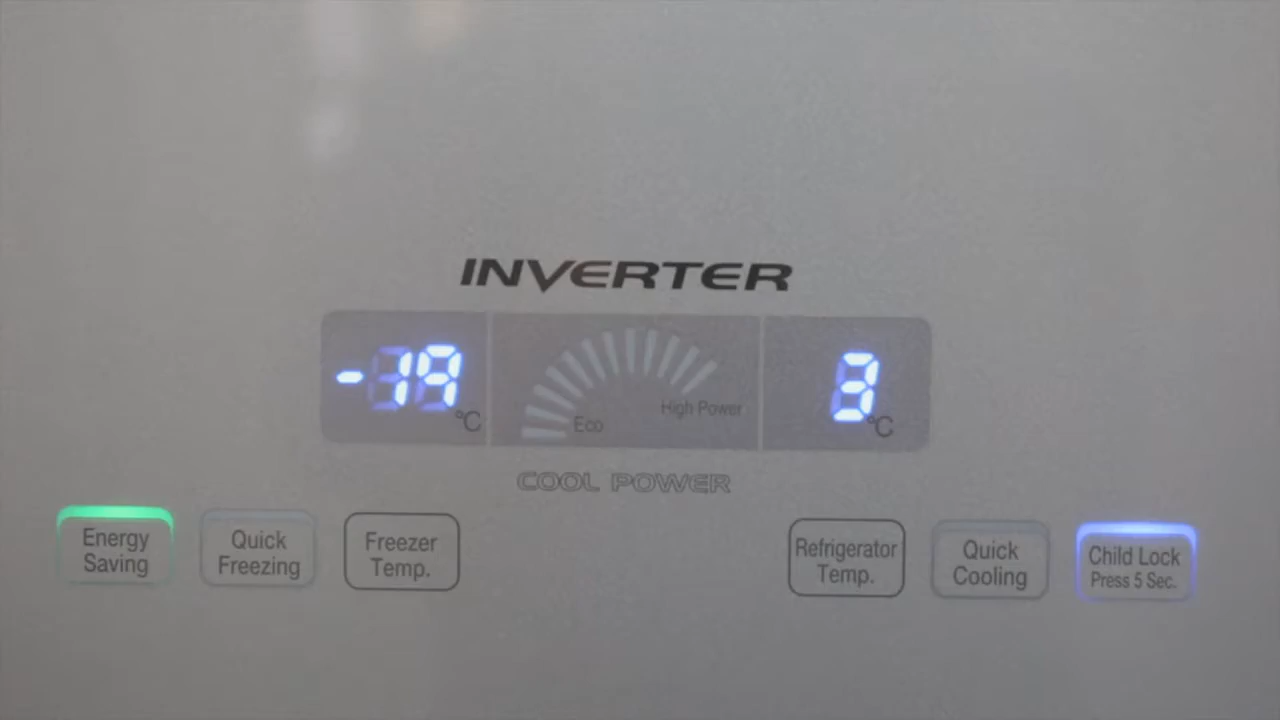 INVERTER
-19 °C
Eco
High Power
3 °C
COOL POWER
Energy
Saving
Quick
Freezing
Freezer
Temp.
Refrigerator
Temp.
Quick
Cooling
Child Lock
Press 5 Sec.